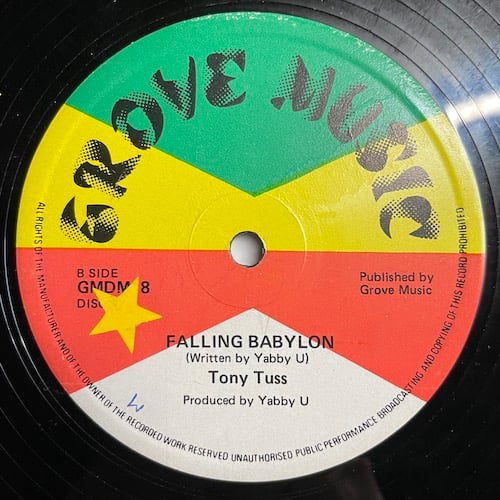 GROVE MUSIC
B SIDE
GMDM 8
Published by
Grove Music
FALLING BABYLON
(Written by Yabby U)
Tony Tuss
Produced by Yabby U
ALL RIGHTS OF THE MANUFACTURER AND OF THE OWNER OF THE RECORDED WORK RESERVED UNAUTHORISED PUBLIC PERFORMANCE BROADCASTING AND COPYING OF THIS RECORD PROHIBITED